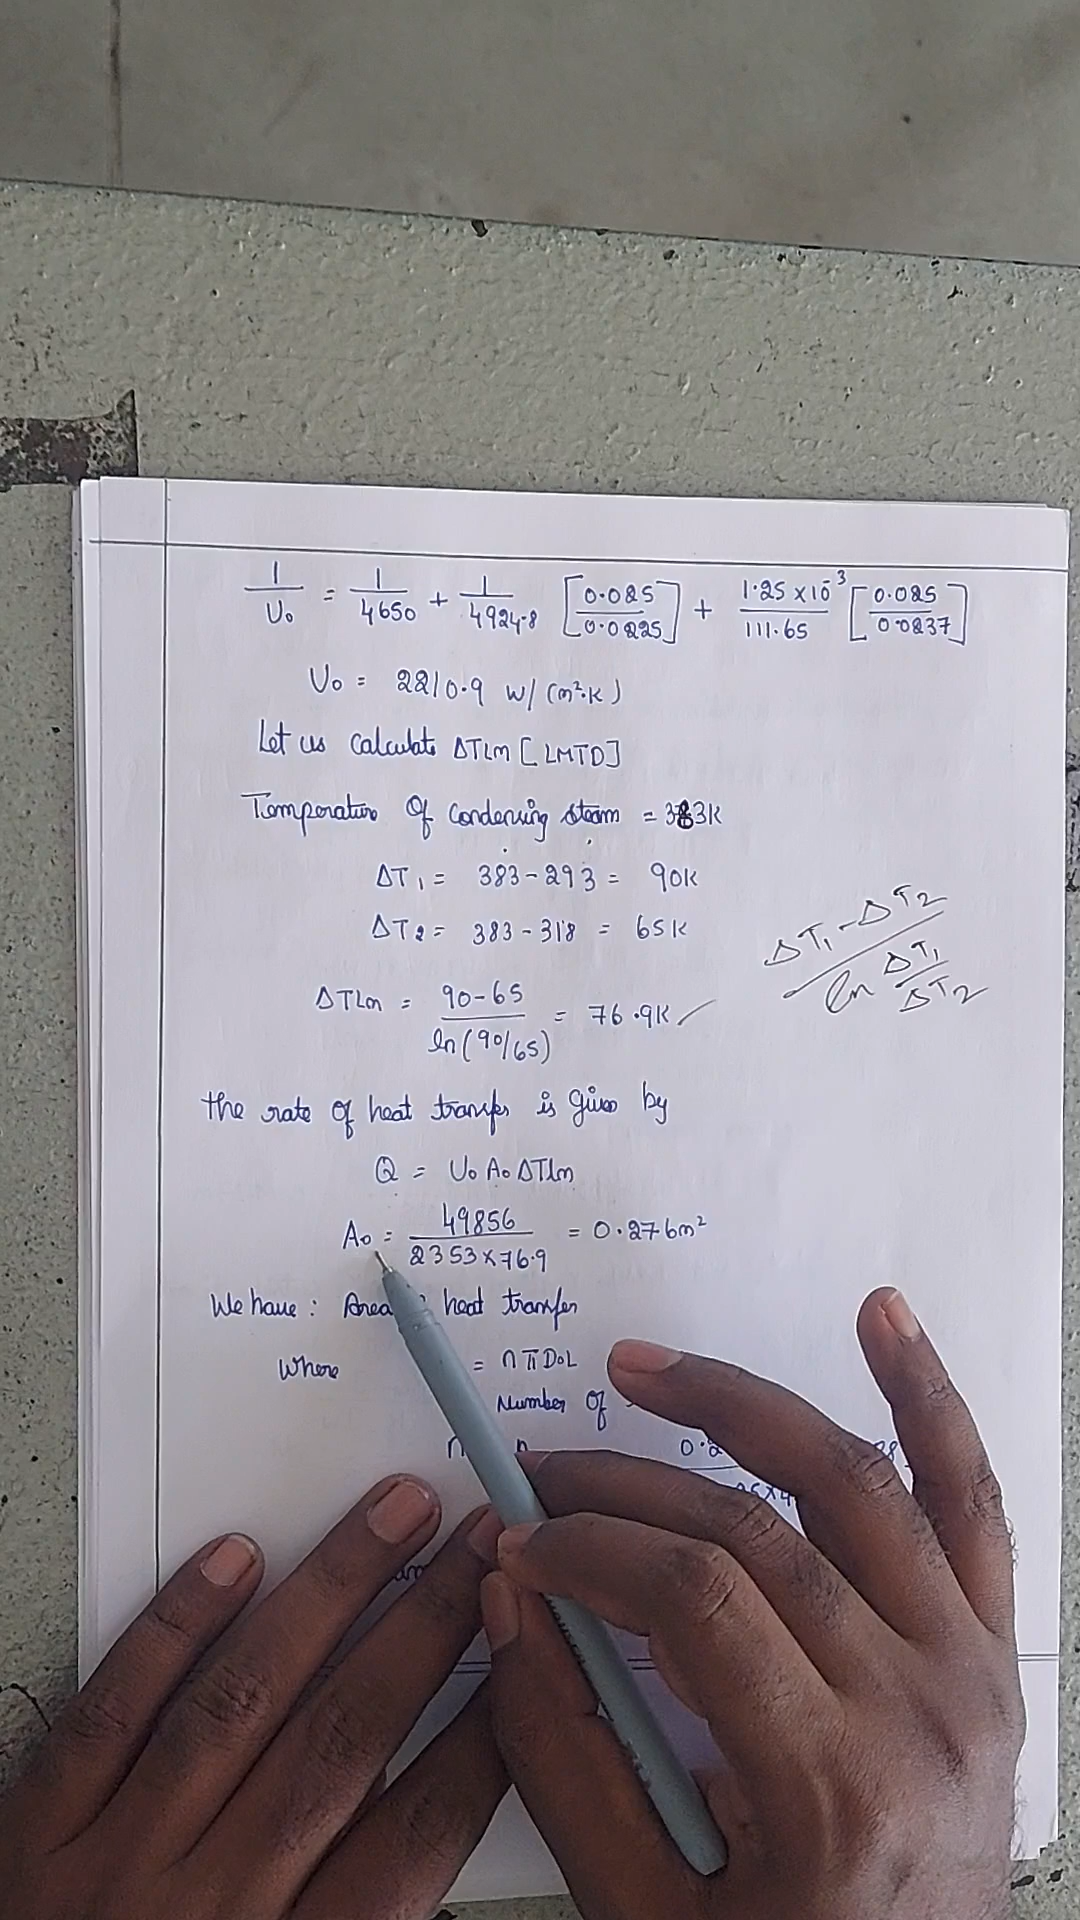 1/U₀ = 1/4650 + 1/4924.8 [0.025/0.0225] + 1.25 x 10⁻³/111.65 [0.025/0.0237]
U₀ = 2210.9 W/(m².K)
Let us Calculate ΔTLm [LMTD]
Temperature Of Condensing steam = 383K
ΔT₁ = 383-293 = 90K
ΔT₂ = 383-318 = 65K
ΔT₁-ΔT₂ / ln ΔT₁/ΔT₂
ΔTLm = 90-65 / ln(90/65) = 76.9K
the rate of heat transfer is given by
Q = U₀ A₀ ΔTlm
A₀ = 49856 / 2353x76.9 = 0.276m²
We have: Area heat transfer
Where = nπD₀L
Number Of